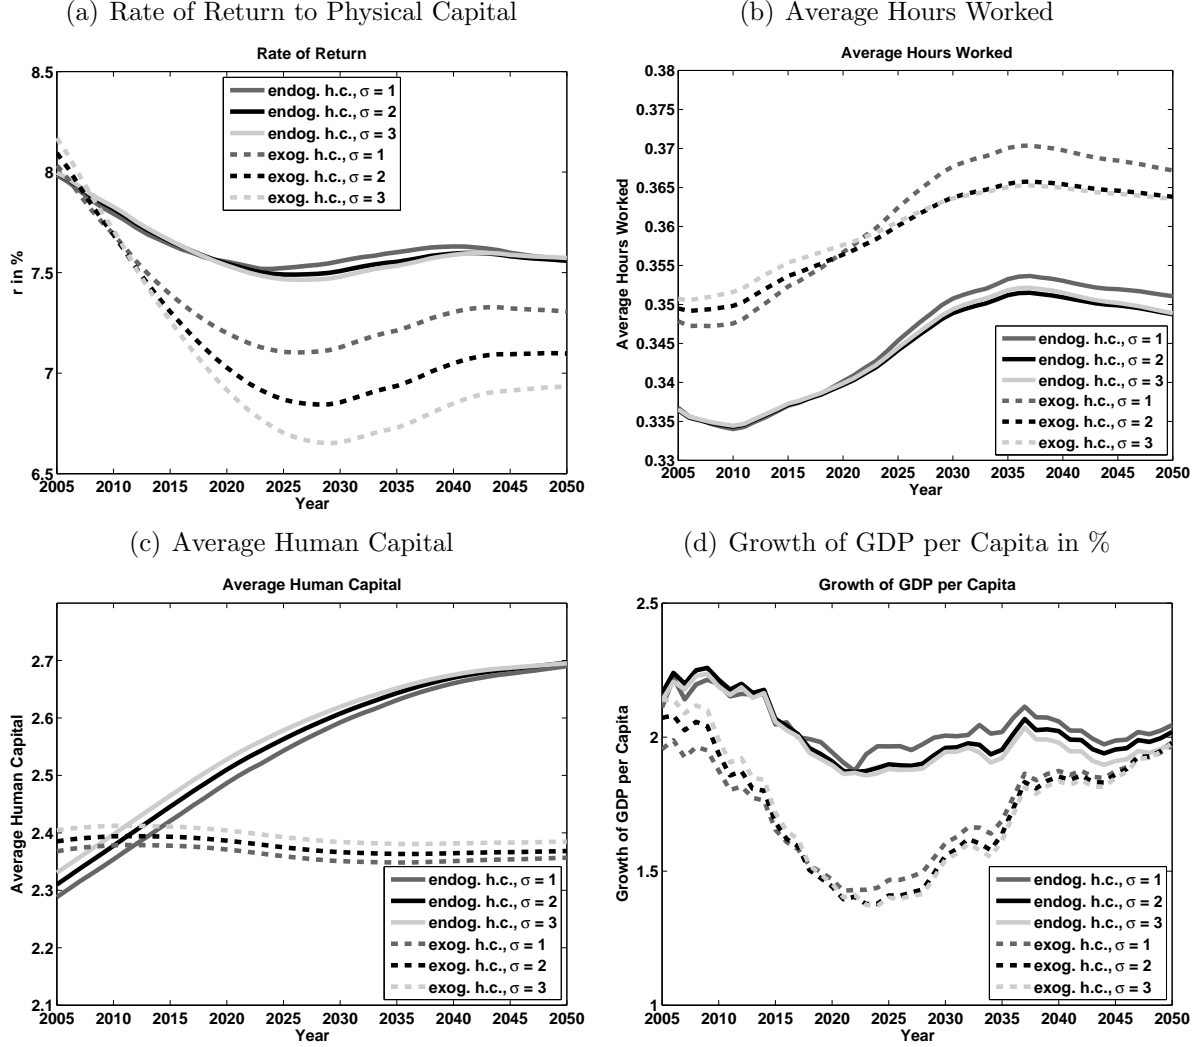 (a) Rate of Return to Physical Capital
Rate of Return
8.5
8
7.5
7
6.5
r in %
endog. h.c., σ = 1
endog. h.c., σ = 2
endog. h.c., σ = 3
exog. h.c., σ = 1
exog. h.c., σ = 2
exog. h.c., σ = 3
2005 2010 2015 2020 2025 2030 2035 2040 2045 2050
Year
(b) Average Hours Worked
Average Hours Worked
0.38
0.375
0.37
0.365
0.36
0.355
0.35
0.345
0.34
0.335
0.33
Average Hours Worked
endog. h.c., σ = 1
endog. h.c., σ = 2
endog. h.c., σ = 3
exog. h.c., σ = 1
exog. h.c., σ = 2
exog. h.c., σ = 3
2005 2010 2015 2020 2025 2030 2035 2040 2045 2050
Year
(c) Average Human Capital
Average Human Capital
2.7
2.6
2.5
2.4
2.3
2.2
2.1
Average Human Capital
endog. h.c., σ = 1
endog. h.c., σ = 2
endog. h.c., σ = 3
exog. h.c., σ = 1
exog. h.c., σ = 2
exog. h.c., σ = 3
2005 2010 2015 2020 2025 2030 2035 2040 2045 2050
Year
(d) Growth of GDP per Capita in %
Growth of GDP per Capita
2.5
2
1.5
1
Growth of GDP per Capita
endog. h.c., σ = 1
endog. h.c., σ = 2
endog. h.c., σ = 3
exog. h.c., σ = 1
exog. h.c., σ = 2
exog. h.c., σ = 3
2005 2010 2015 2020 2025 2030 2035 2040 2045 2050
Year